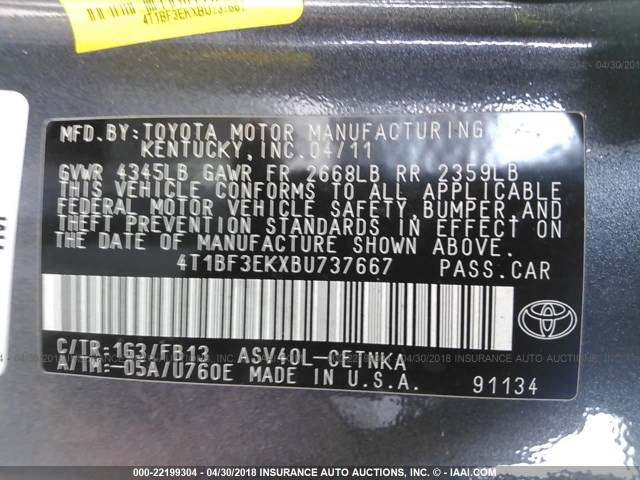 4T1BF3EKXBU737667
MFD.BY:TOYOTA MOTOR MANUFACTURING
KENTUCKY,INC.04/11
GVWR 4345LB GAWR FR 2668LB RR 2359LB
THIS VEHICLE CONFORMS TO ALL APPLICABLE
FEDERAL MOTOR VEHICLE SAFETY,BUMPER,AND
THEFT PREVENTION STANDARDS IN EFFECT ON
THE DATE OF MANUFACTURE SHOWN ABOVE.
4T1BF3EKXBU737667 PASS.CAR
C/TR:1G3/FB13 ASV40L-CETNKA
A/TM:-05A/U760E MADE IN U.S.A.
91134
000-22199304 - 04/30/2018 - INSURANCE AUTO AUCTIONS, INC. - IAAI.COM